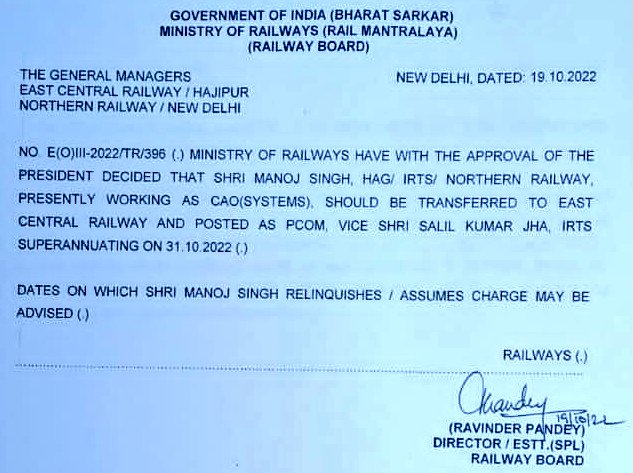 GOVERNMENT OF INDIA (BHARAT SARKAR)
MINISTRY OF RAILWAYS (RAIL MANTRALAYA)
(RAILWAY BOARD)
THE GENERAL MANAGERS
EAST CENTRAL RAILWAY / HAJIPUR
NORTHERN RAILWAY / NEW DELHI
NEW DELHI, DATED: 19.10.2022
NO. E(O)III-2022/TR/396 (.) MINISTRY OF RAILWAYS HAVE WITH THE APPROVAL OF THE
PRESIDENT DECIDED THAT SHRI MANOJ SINGH, HAG/ IRTS/ NORTHERN RAILWAY,
PRESENTLY WORKING AS CAO(SYSTEMS), SHOULD BE TRANSFERRED TO EAST
CENTRAL RAILWAY AND POSTED AS PCOM, VICE SHRI SALIL KUMAR JHA, IRTS
SUPERANNUATING ON 31.10.2022 (.)
DATES ON WHICH SHRI MANOJ SINGH RELINQUISHES / ASSUMES CHARGE MAY BE
ADVISED (.)
RAILWAYS (.)
19/10/22
(RAVINDER PANDEY)
DIRECTOR / ESTT.(SPL)
RAILWAY BOARD